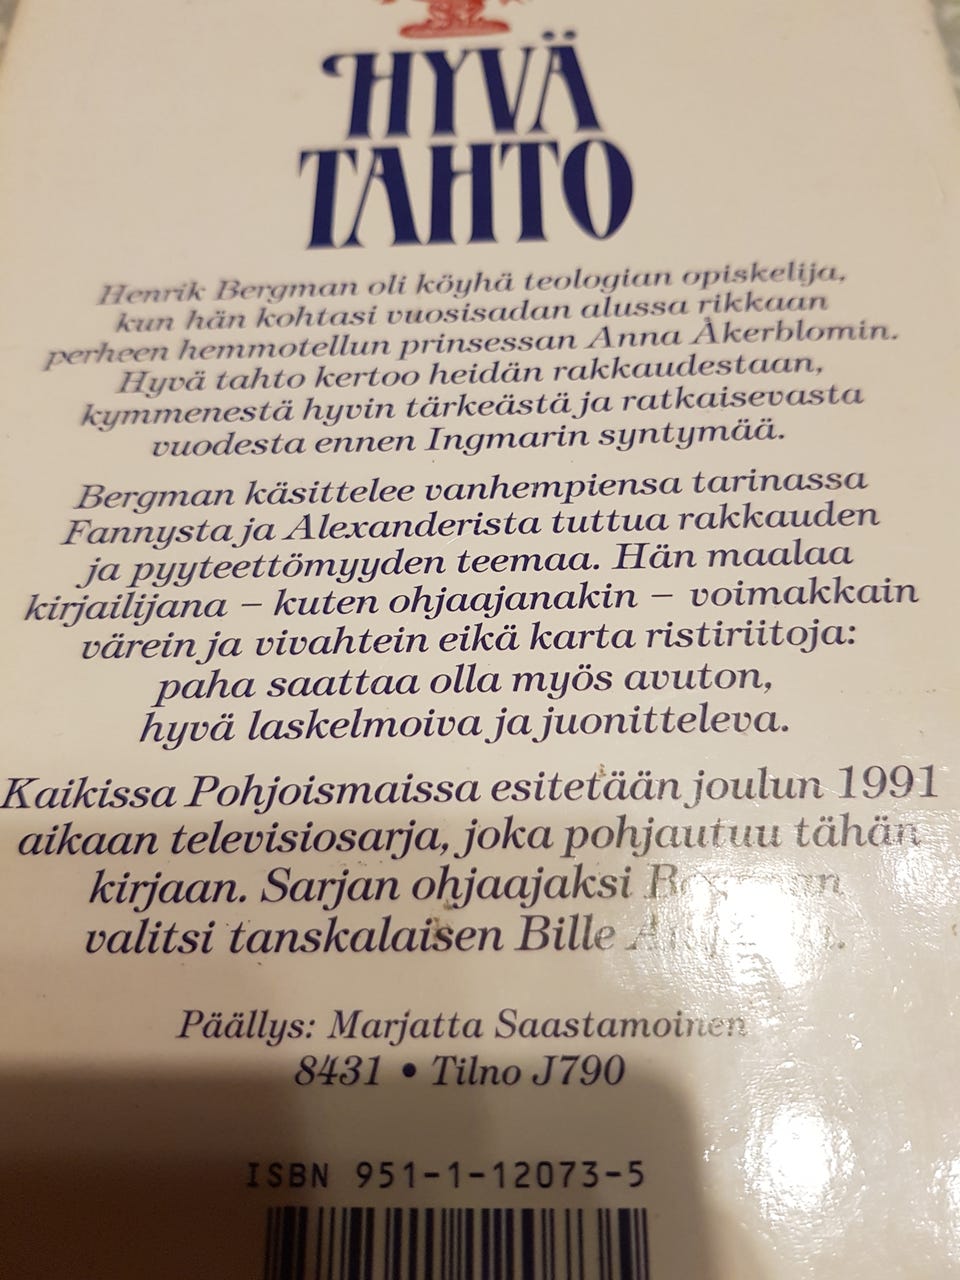 HYVÄ
TAHTO
Henrik Bergman oli köyhä teologian opiskelija,
kun hän kohtasi vuosisadan alussa rikkaan
perheen hemmotellun prinsessan Anna Åkerblomin.
Hyvä tahto kertoo heidän rakkaudestaan,
kymmenestä hyvin tärkeästä ja ratkaisevasta
vuodesta ennen Ingmarin syntymää.
Bergman käsittelee vanhempiensa tarinassa
Fannysta ja Alexanderista tuttua rakkauden
ja pyyteettömyyden teemaa. Hän maalaa
kirjailijana – kuten ohjaajanakin – voimakkain
värein ja vivahtein eikä karta ristiriitoja:
paha saattaa olla myös avuton,
hyvä laskelmoiva ja juonitteleva.
Kaikissa Pohjoismaissa esitetään joulun 1991
aikaan televisiosarja, joka pohjautuu tähän
kirjaan. Sarjan ohjaajaksi
valitsi tanskalaisen Bille
Päällys: Marjatta Saastamoinen
8431 • Tilno J790
ISBN 951-1-12073-5